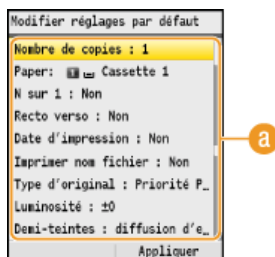 Modifier réglages par défaut
Nombre de copies : 1
Paper: 1 Cassette 1
N sur 1 : Non
Recto verso : Non
Date d'impression : Non
Imprimer nom fichier : Non
Type d'original : Priorité P…
Luminosité : ±0
Demi-teintes : diffusion d'e…
Appliquer
a